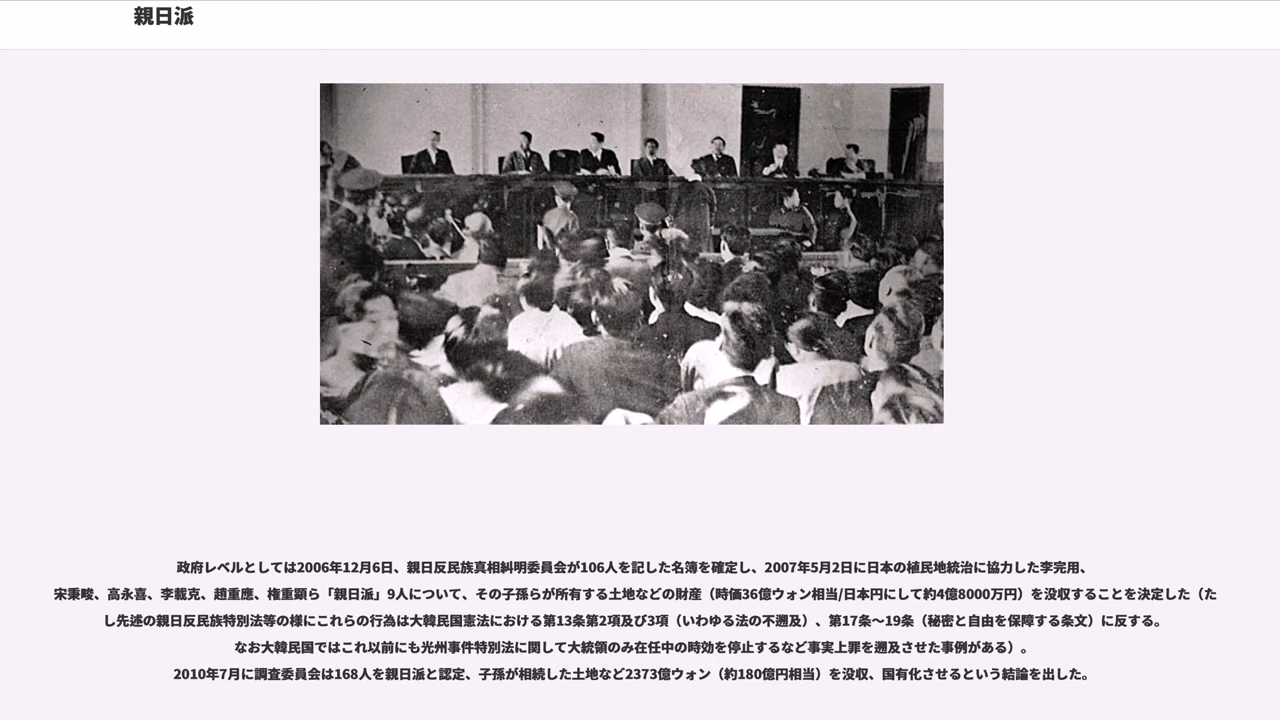 親日派
政府レベルとしては2006年12月6日、親日反民族真相糾明委員会が106人を記した名簿を確定し、2007年5月2日に日本の植民地統治に協力した李完用、
宋秉畯、高永喜、李載克、趙重應、権重顕ら「親日派」9人について、その子孫らが所有する土地などの財産（時価36億ウォン相当/日本円にして約4億8000万円）を没収することを決定した（た
し先述の親日反民族特別法等の様にこれらの行為は大韓民国憲法における第13条第2項及び3項（いわゆる法の不遡及）、第17条〜19条（秘密と自由を保障する条文）に反する。
なお大韓民国ではこれ以前にも光州事件特別法に関して大統領のみ在任中の時効を停止するなど事実上罪を遡及させた事例がある）。
2010年7月に調査委員会は168人を親日派と認定、子孫が相続した土地など2373億ウォン（約180億円相当）を没収、国有化させるという結論を出した。